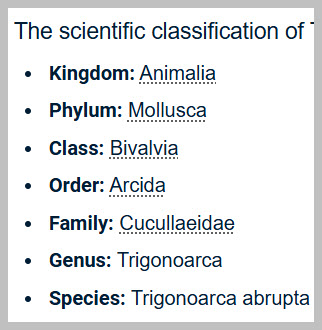 The scientific classification of
Kingdom: Animalia
Phylum: Mollusca
Class: Bivalvia
Order: Arcida
Family: Cucullaeidae
Genus: Trigonoarca
Species: Trigonoarca abrupta